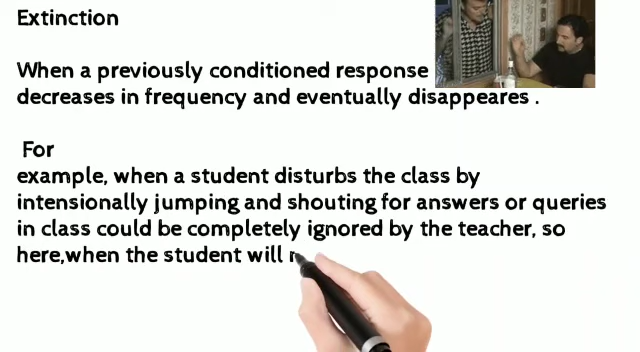 Extinction
When a previously conditioned response
decreases in frequency and eventually disappeares .
For
example, when a student disturbs the class by
intensionally jumping and shouting for answers or queries
in class could be completely ignored by the teacher, so
here,when the student will